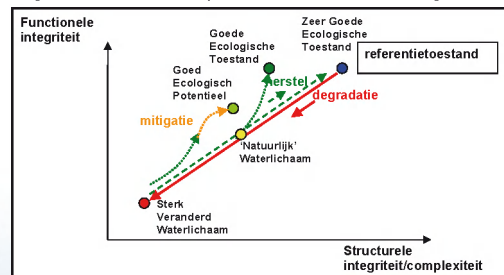 Functionele
integriteit
Goede
Ecologische
Toestand
Zeer Goede
Ecologische
Toestand
referentietoestand
Goed
Ecologisch
Potentieel
herstel
degradatie
mitigatie
'Natuurlijk'
Waterlichaam
Sterk
Veranderd
Waterlichaam
Structurele
integriteit/complexiteit